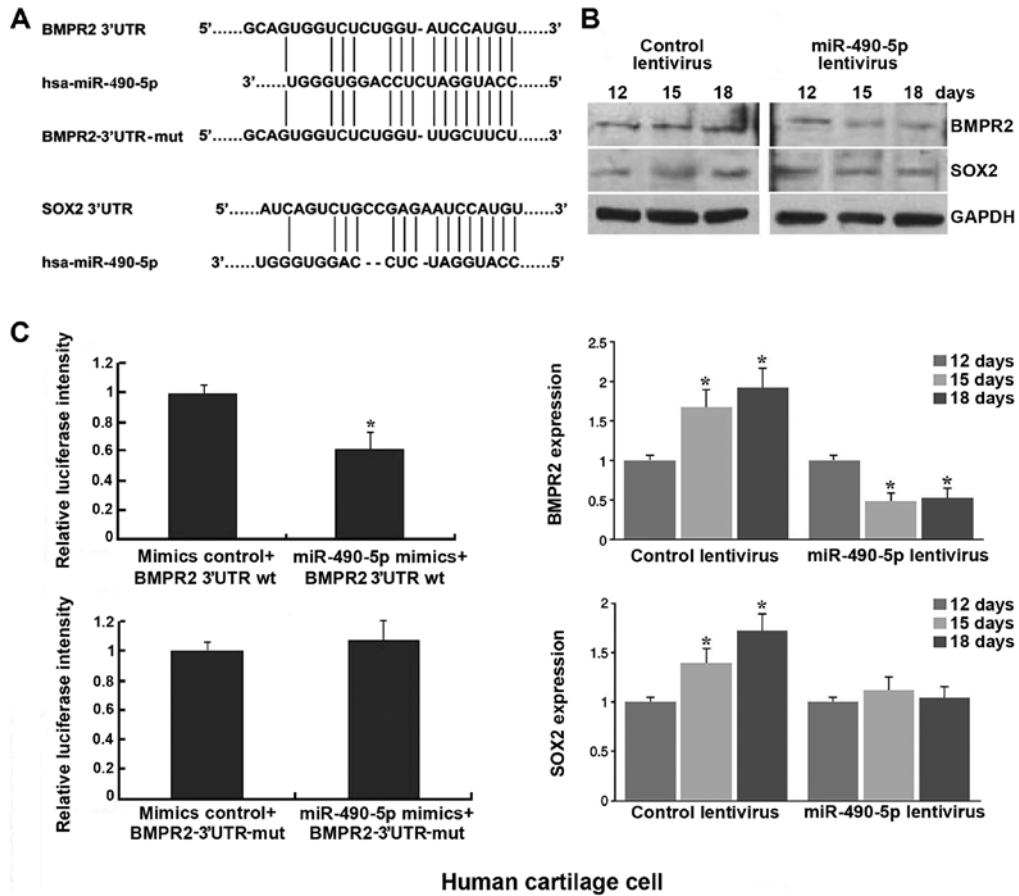 A
BMPR2 3'UTR 5'......GCAGUGGUCUCUGGU-AUCCAUGU......3'
hsa-miR-490-5p 3'......UGGGUGGACCUCUAGGUACC......5'
BMPR2-3'UTR-mut 5'......GCAGUGGUCUCUGGU-UUGCUUCU......3'
SOX2 3'UTR 5'......AUCAGUCUGCCGAGAAUCCAUGU......3'
hsa-miR-490-5p 3'......UGGGUGGAC--CUC-UAGGUACC......5'
B
Control lentivirus
miR-490-5p lentivirus
12 15 18 12 15 18 days
BMPR2
SOX2
GAPDH
C
Relative luciferase intensity
1.2
1
0.8
0.6
0.4
0.2
0
*
Mimics control+
BMPR2 3'UTR wt
miR-490-5p mimics+
BMPR2 3'UTR wt
BMPR2 expression
2.5
2
1.5
1
0.5
0
* * * *
12 days
15 days
18 days
Control lentivirus
miR-490-5p lentivirus
Relative luciferase intensity
1.2
1
0.8
0.6
0.4
0.2
0
Mimics control+
BMPR2-3'UTR-mut
miR-490-5p mimics+
BMPR2-3'UTR-mut
SOX2 expression
2
1.5
1
0.5
0
* *
12 days
15 days
18 days
Control lentivirus
miR-490-5p lentivirus
Human cartilage cell